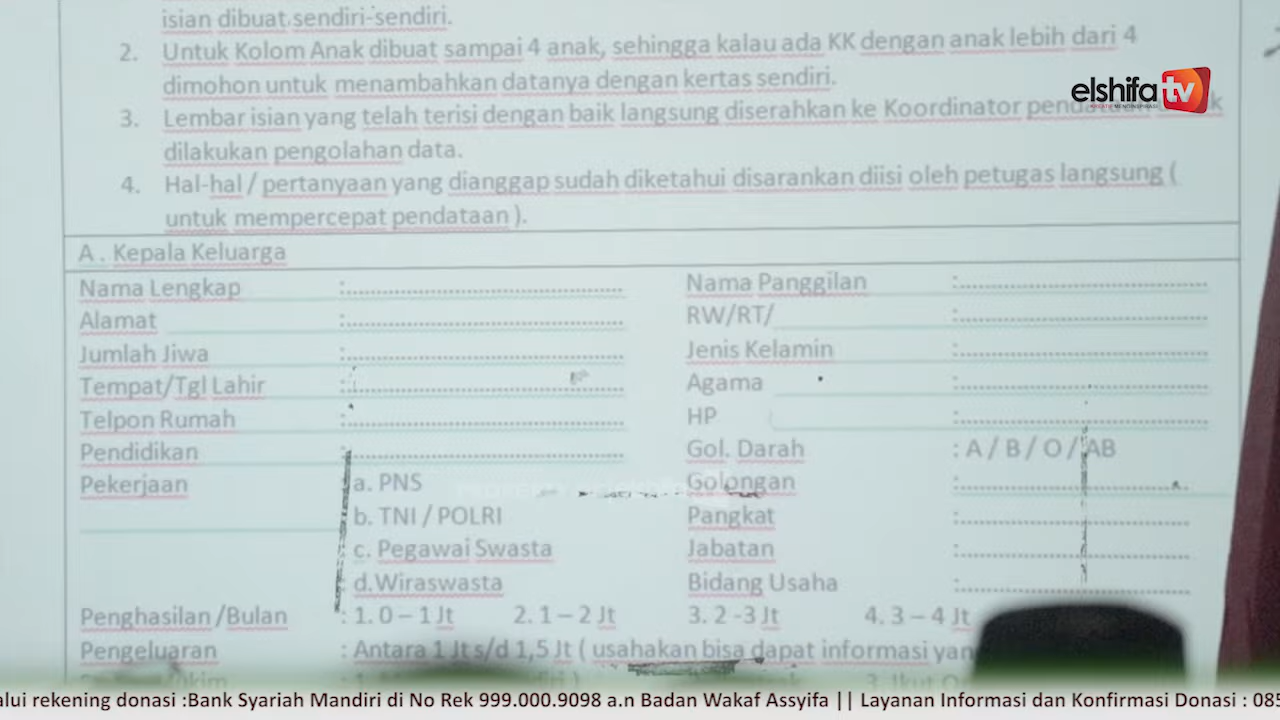 isian dibuat sendiri-sendiri.
2. Untuk Kolom Anak dibuat sampai 4 anak, sehingga kalau ada KK dengan anak lebih dari 4
dimohon untuk menambahkan datanya dengan kertas sendiri.
elshifa tv
3. Lembar isian yang telah terisi dengan baik langsung diserahkan ke Koordinator
dilakukan pengolahan data.
4. Hal-hal / pertanyaan yang dianggap sudah diketahui disarankan diisi oleh petugas langsung (
untuk mempercepat pendataan ).
A . Kepala Keluarga
Nama Lengkap :.......... Nama Panggilan :..........
Alamat :.......... RW/RT/ :..........
Jumlah Jiwa :.......... Jenis Kelamin :..........
Tempat/Tgl Lahir :.......... Agama :..........
Telpon Rumah :.......... HP :..........
Pendidikan :.......... Gol. Darah : A / B / O / AB
Pekerjaan a. PNS Golongan :..........
b. TNI / POLRI Pangkat :..........
c. Pegawai Swasta Jabatan :..........
d.Wiraswasta Bidang Usaha :..........
Penghasilan /Bulan : 1. 0 – 1 Jt 2. 1 – 2 Jt 3. 2 -3 Jt 4. 3 – 4 Jt
Pengeluaran : Antara 1 Jt s/d 1,5 Jt ( usahakan bisa dapat informasi
alui rekening donasi :Bank Syariah Mandiri di No Rek 999.000.9098 a.n Badan Wakaf Assyifa || Layanan Informasi dan Konfirmasi Donasi : 085